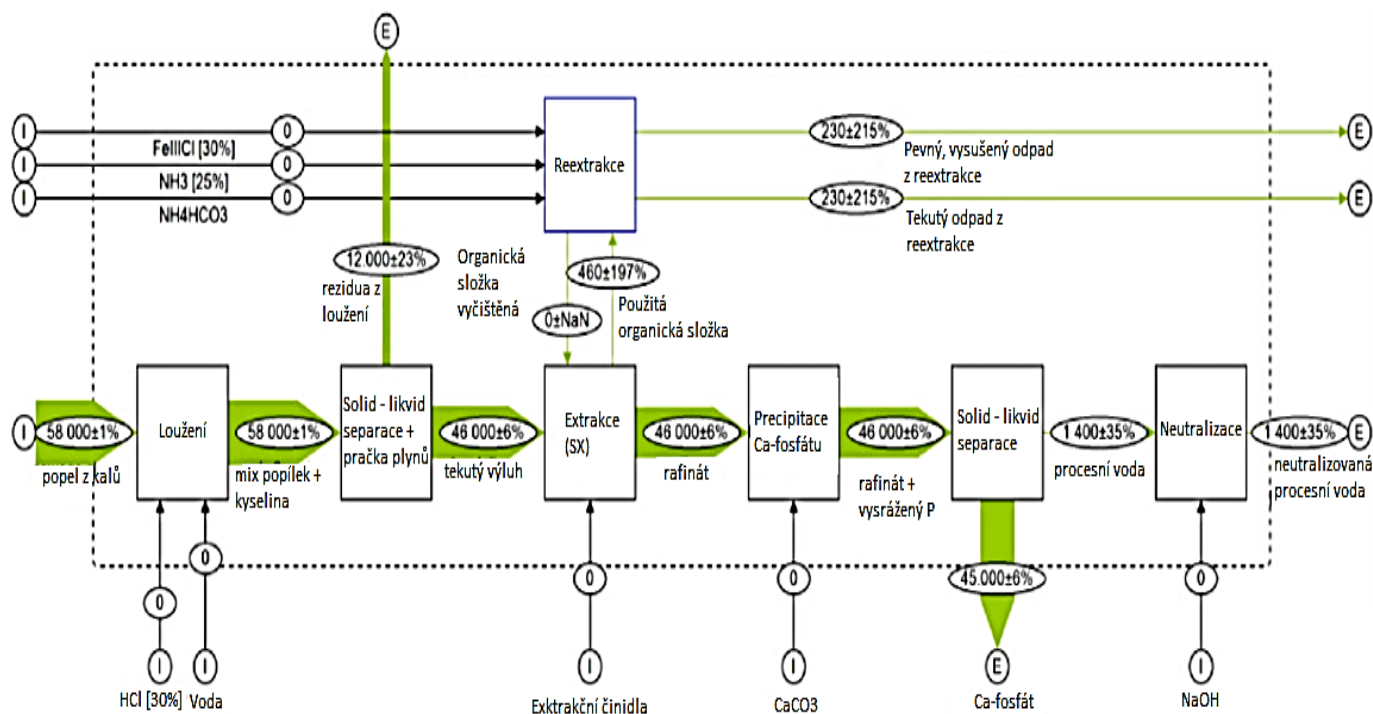 E
I
0
FeIIICl [30%]
I
0
NH3 [25%]
I
0
NH4HCO3
Reextrakce
230±215%
E
Pevný, vysušený odpad
z reextrakce
230±215%
E
Tekutý odpad z
reextrakce
12 000±23%
rezidua z
loužení
Organická
složka
vyčištěná
460±197%
0±NaN
Použitá
organická složka
I
58 000±1%
popel z kalů
Loužení
58 000±1%
mix popílek +
kyselina
Solid - likvid
separace +
pračka plynů
46 000±6%
tekutý výluh
Extrakce
(SX)
46 000±6%
rafinát
Precipitace
Ca-fosfátu
46 000±6%
rafinát +
vysrážený P
Solid - likvid
separace
1 400±35%
procesní voda
Neutralizace
1 400±35%
E
neutralizovaná
procesní voda
0
0
0
0
45.000±6%
0
I
I
I
I
E
I
HCl [30%]
Voda
Exktrakční činidla
CaCO3
Ca-fosfát
NaOH